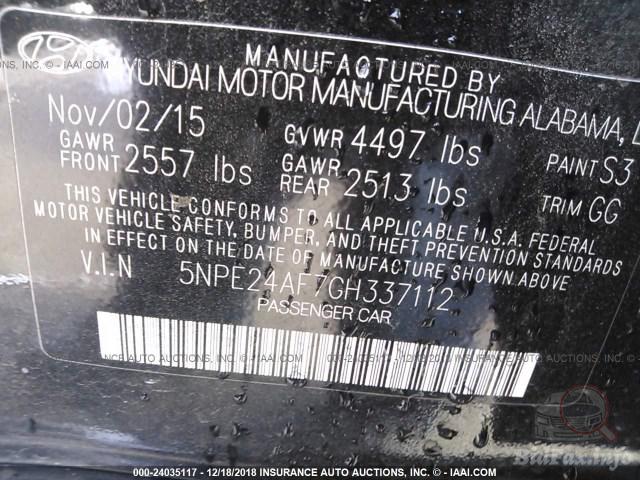 MANUFACTURED BY
HYUNDAI MOTOR MANUFACTURING ALABAMA,
Nov/02/15 GVWR 4497 lbs PAINT S3
GAWR FRONT 2557 lbs GAWR REAR 2513 lbs TRIM GG
THIS VEHICLE CONFORMS TO ALL APPLICABLE U.S.A. FEDERAL
MOTOR VEHICLE SAFETY, BUMPER, AND THEFT PREVENTION STANDARDS
IN EFFECT ON THE DATE OF MANUFACTURE SHOWN ABOVE
V.I.N 5NPE24AF7GH337112
PASSENGER CAR
BidFax.Info
000-24035117 - 12/18/2018 INSURANCE AUTO AUCTIONS, INC. - IAAI.COM